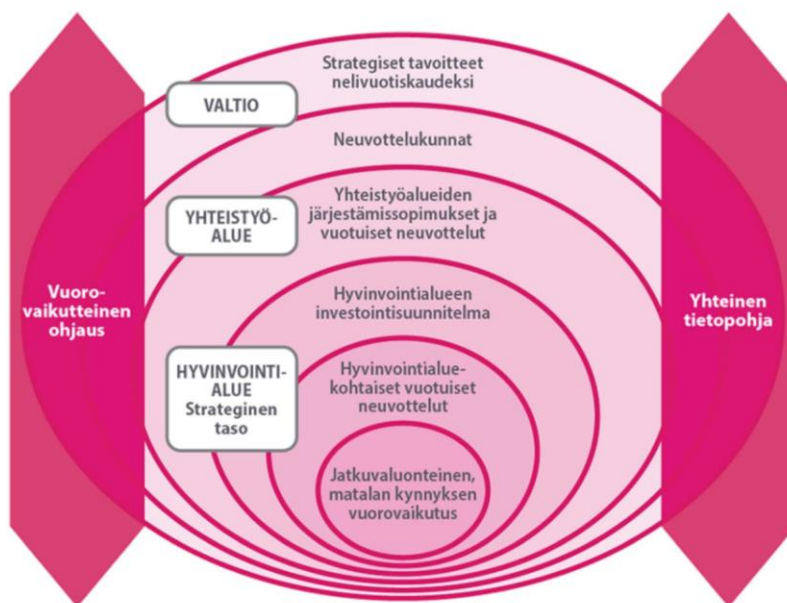 Strategiset tavoitteet
nelivuotiskaudeksi
VALTIO
Neuvottelukunnat
YHTEISTYÖ-
ALUE
Yhteistyöalueiden
järjestämissopimukset ja
vuotuiset neuvottelut
Vuoro-
vaikutteinen
ohjaus
Hyvinvointialueen
investointisuunnitelma
Yhteinen
tietopohja
HYVINVOINTI-
ALUE
Strateginen
taso
Hyvinvointialue-
kohtaiset vuotuiset
neuvottelut
Jatkuvaluonteinen,
matalan kynnyksen
vuorovaikutus